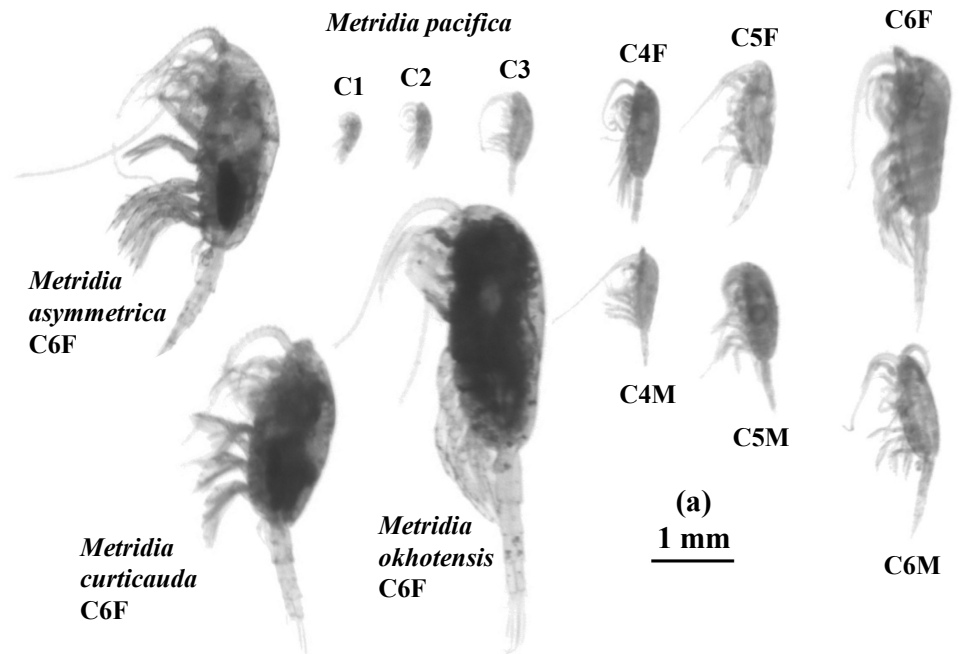 Metridia pacifica
C1
C2
C3
C4F
C5F
C6F
Metridia
asymmetrica
C6F
C4M
C5M
C6M
Metridia
curticauda
C6F
Metridia
okhotensis
C6F
(a)
1 mm